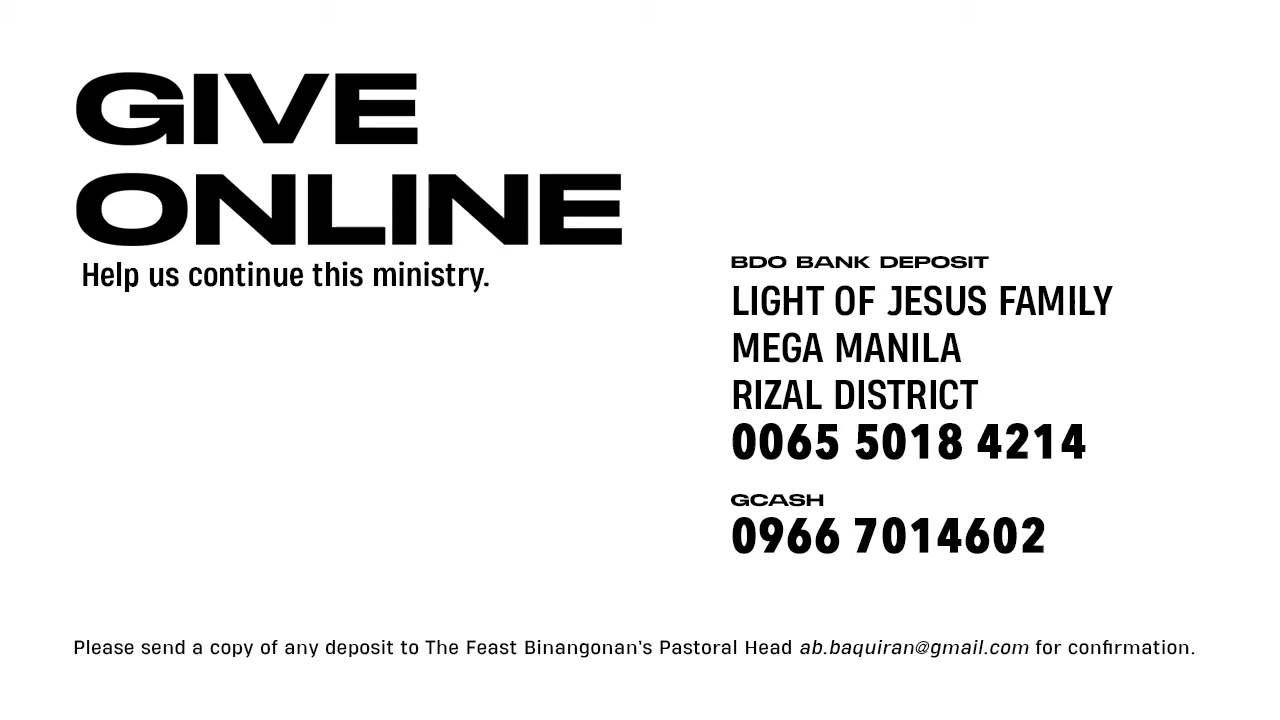 GIVE
ONLINE
Help us continue this ministry.
BDO BANK DEPOSIT
LIGHT OF JESUS FAMILY
MEGA MANILA
RIZAL DISTRICT
0065 5018 4214
GCASH
0966 7014602
Please send a copy of any deposit to The Feast Binangonan's Pastoral Head ab.baquiran@gmail.com for confirmation.